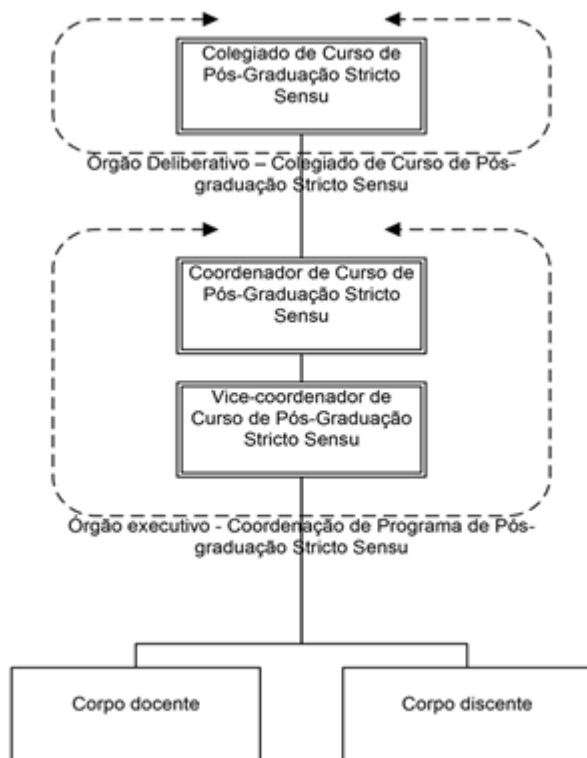 Colegiado de Curso de
Pós-Graduação Stricto
Sensu
Órgão Deliberativo – Colegiado de Curso de Pós-
graduação Stricto Sensu
Coordenador de Curso de
Pós-Graduação Stricto
Sensu
Vice-coordenador de
Curso de Pós-Graduação
Stricto Sensu
Órgão executivo - Coordenação de Programa de Pós-
graduação Stricto Sensu
Corpo docente
Corpo discente